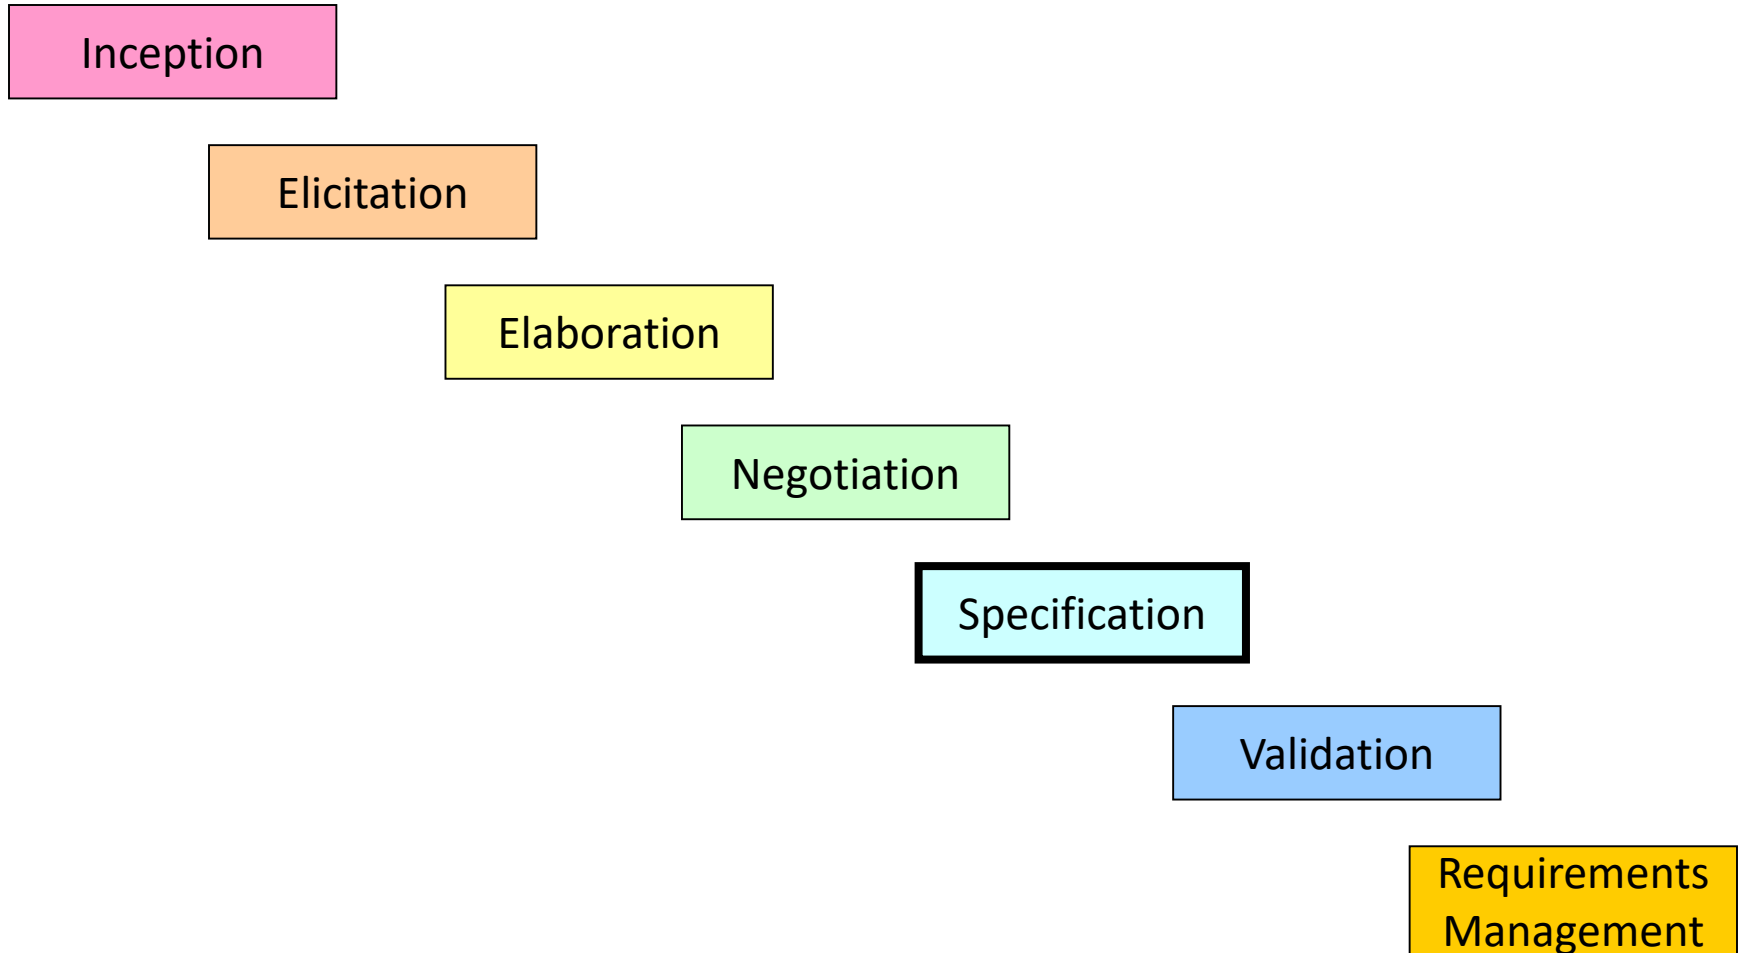 Inception
Elicitation
Elaboration
Negotiation
Specification
Validation
Requirements
Management